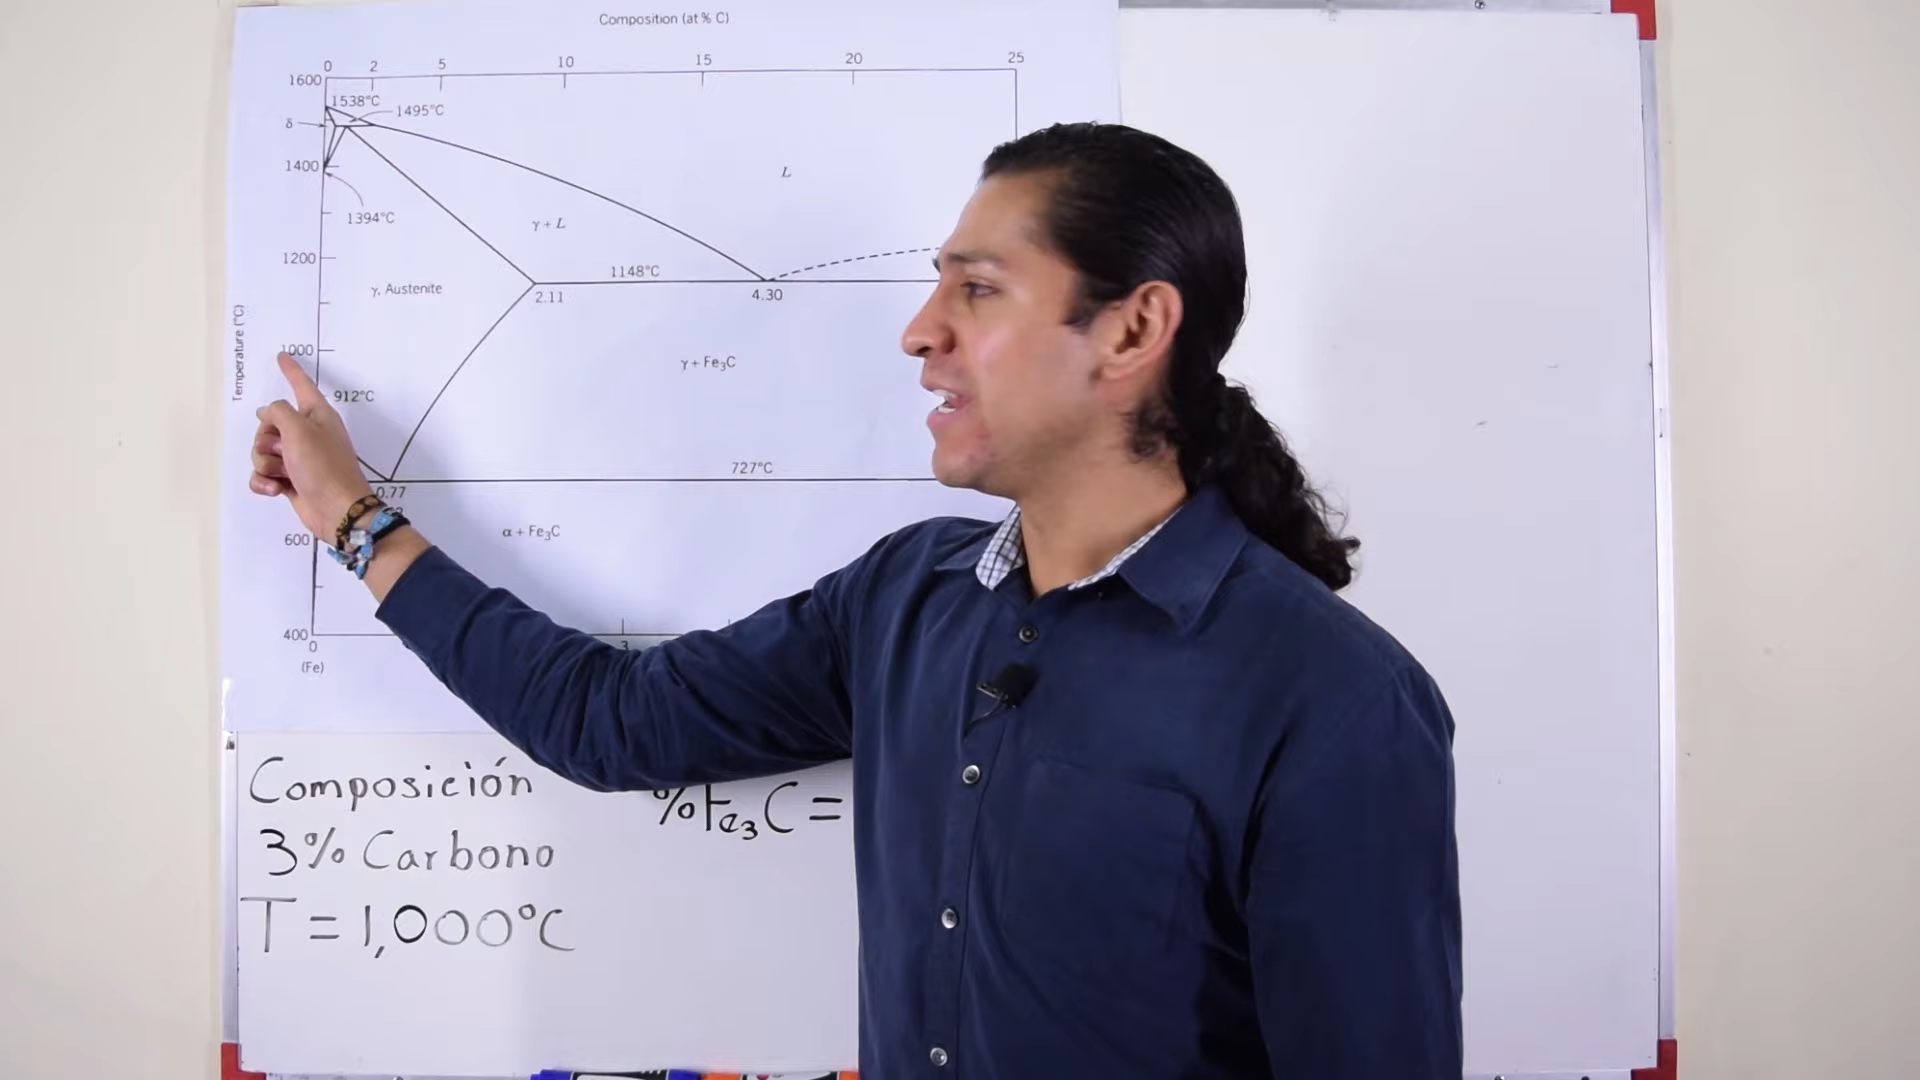 Composition (at % C)
0 2 5 10 15 20 25
1600
1538°C
1495°C
δ
1400
L
1394°C
γ + L
1200
1148°C
γ, Austenite
2.11
4.30
Temperature (°C)
1000
γ + Fe₃C
912°C
727°C
0.77
α + Fe₃C
600
400
0
3
(Fe)
Composición
3% Carbono
T = 1,000°C
%Fe₃C =